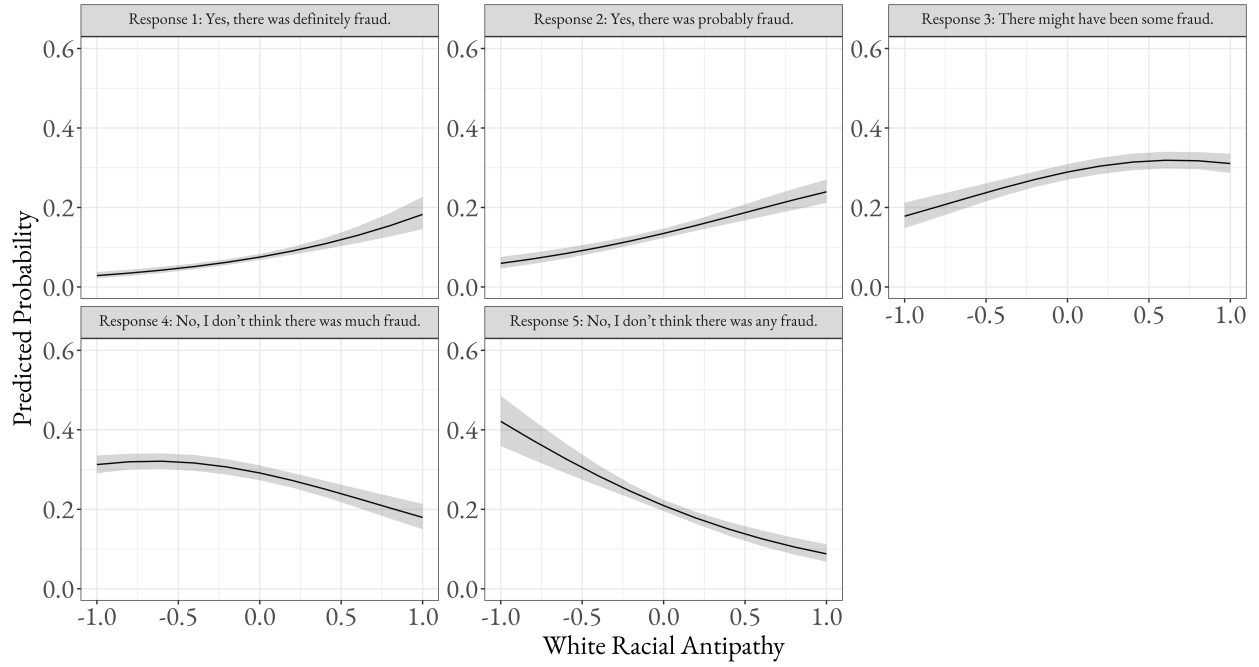 Response 1: Yes, there was definitely fraud.
Response 2: Yes, there was probably fraud.
Response 3: There might have been some fraud.
0.6
0.4
0.2
0.0
0.6
0.4
0.2
0.0
0.6
0.4
0.2
0.0
-1.0 -0.5 0.0 0.5 1.0
Predicted Probability
Response 4: No, I don't think there was much fraud.
Response 5: No, I don't think there was any fraud.
0.6
0.4
0.2
0.0
0.6
0.4
0.2
0.0
-1.0 -0.5 0.0 0.5 1.0
-1.0 -0.5 0.0 0.5 1.0
White Racial Antipathy